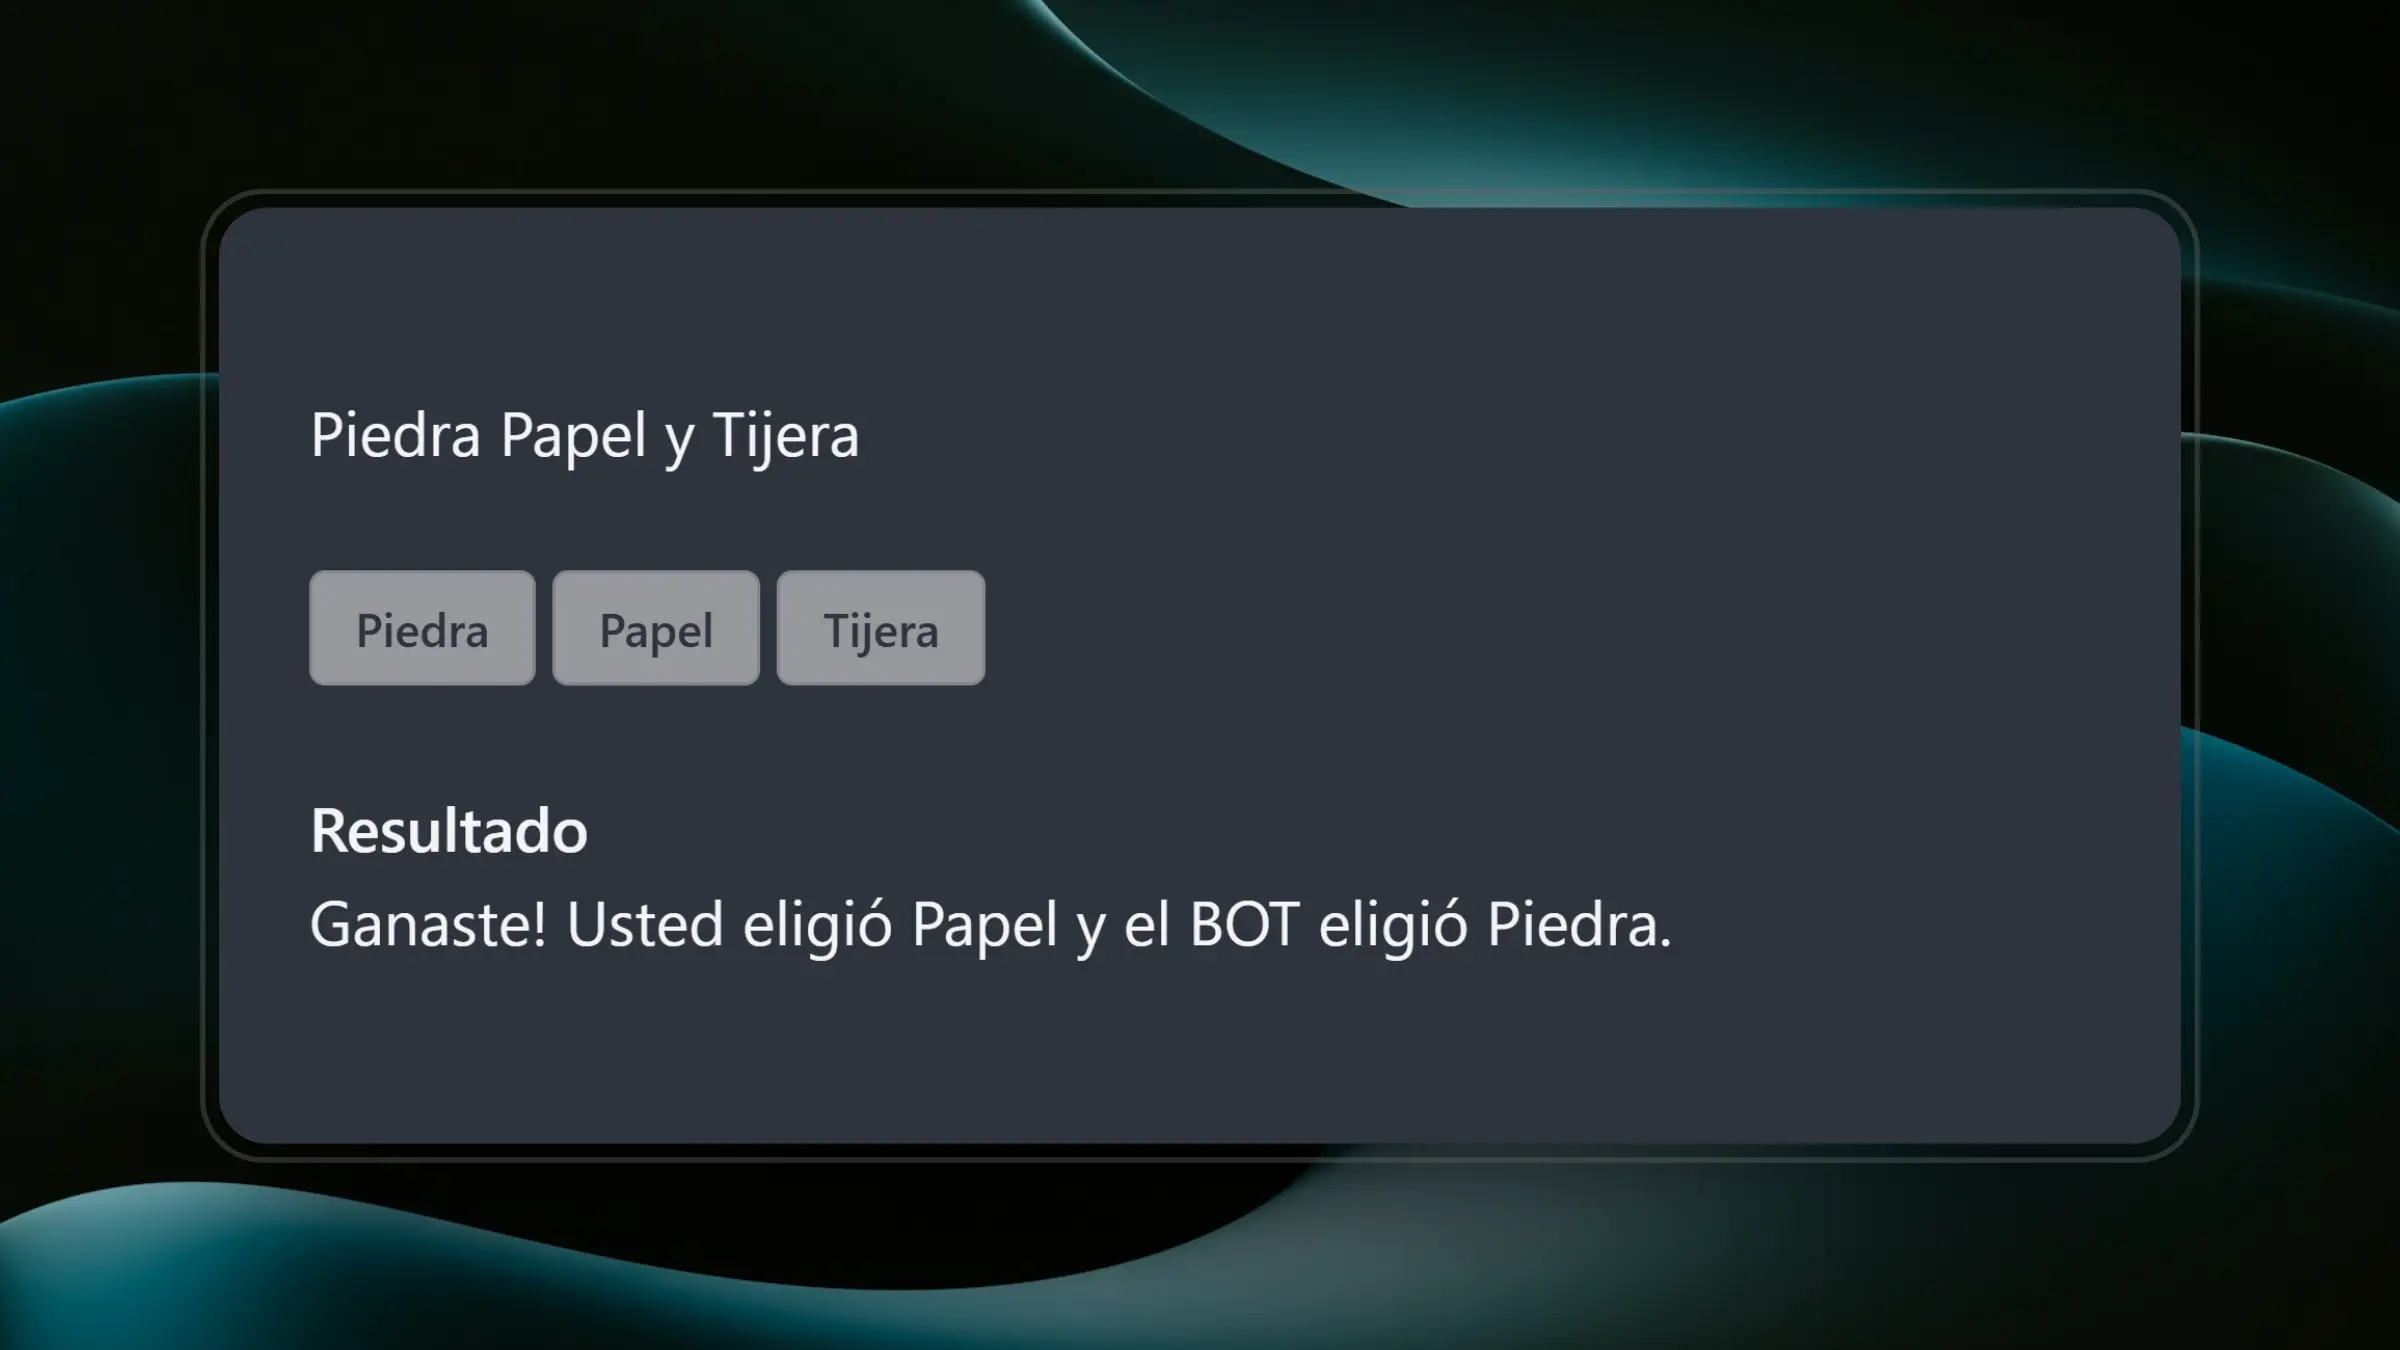 Piedra Papel y Tijera
Piedra Papel Tijera
Resultado
Ganaste! Usted eligió Papel y el BOT eligió Piedra.